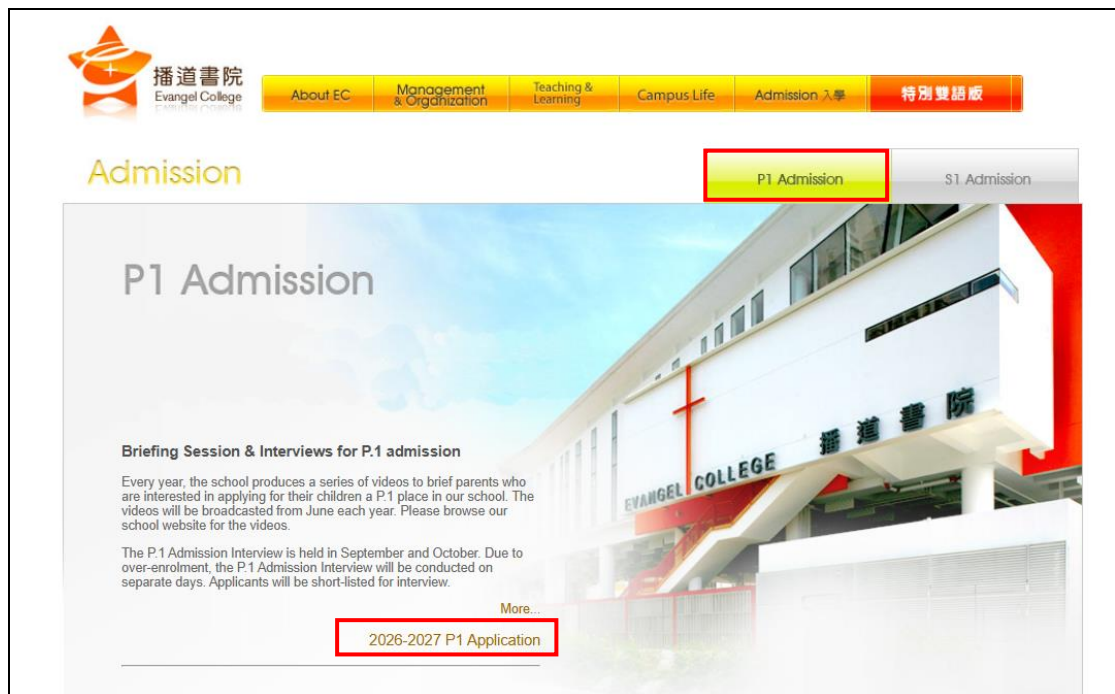 播道書院
Evangel College
About EC
Management
& Organization
Teaching &
Learning
Campus Life
Admission 入學
特別雙語版
Admission
P1 Admission
S1 Admission
P1 Admission
EVANGEL COLLEGE 播道書院
Briefing Session & Interviews for P.1 admission
Every year, the school produces a series of videos to brief parents who
are interested in applying for their children a P.1 place in our school. The
videos will be broadcasted from June each year. Please browse our
school website for the videos.
The P.1 Admission Interview is held in September and October. Due to
over-enrolment, the P.1 Admission Interview will be conducted on
separate days. Applicants will be short-listed for interview.
More...
2026-2027 P1 Application